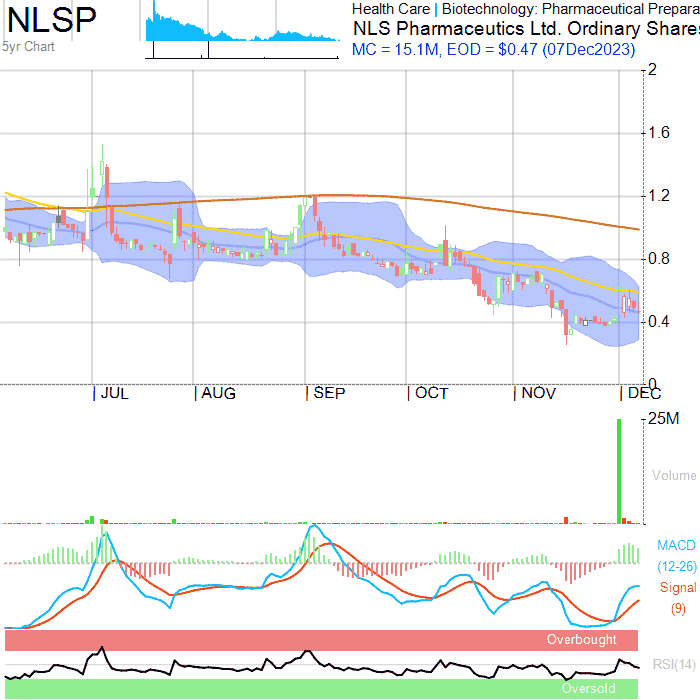 NLSP
5yr Chart
Health Care | Biotechnology: Pharmaceutical Prepara
NLS Pharmaceutics Ltd. Ordinary Shares
MC = 15.1M, EOD = $0.47 (07Dec2023)
2
1.6
1.2
0.8
0.4
0
JUL AUG SEP OCT NOV DEC
25M
Volume
MACD
(12-26)
Signal
(9)
Overbought
RSI(14)
Oversold